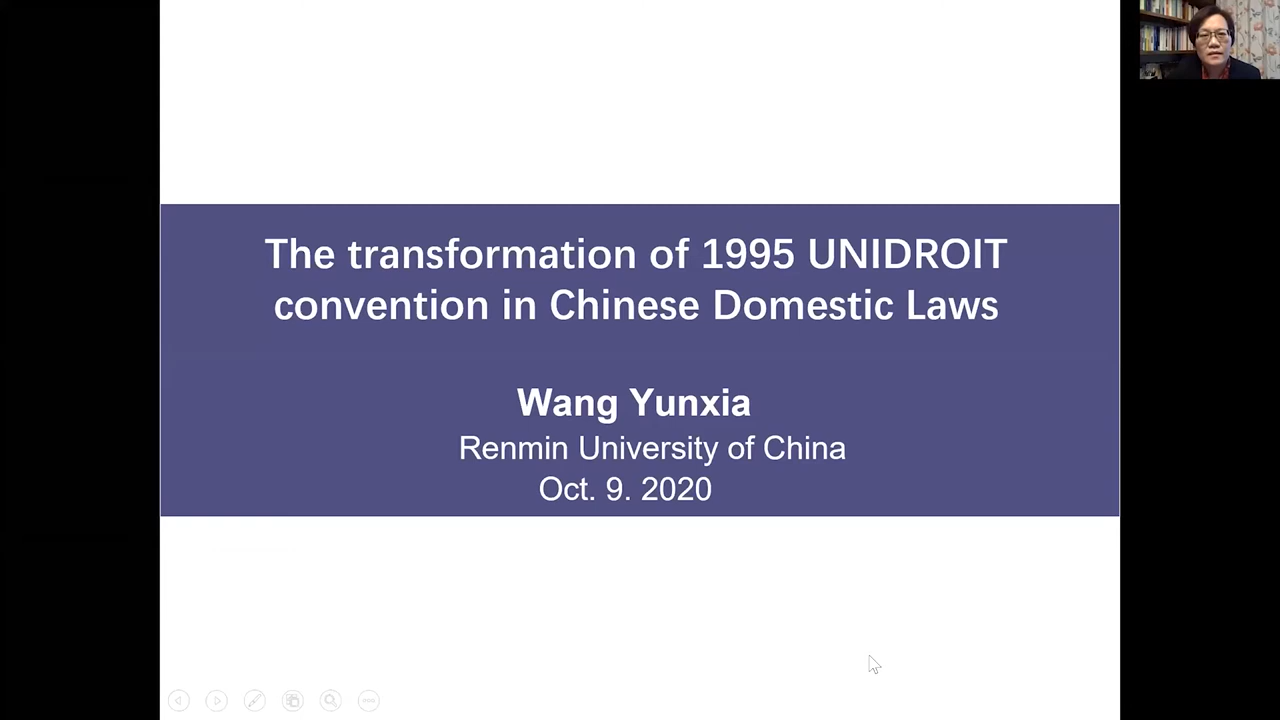 The transformation of 1995 UNIDROIT
convention in Chinese Domestic Laws
Wang Yunxia
Renmin University of China
Oct. 9. 2020